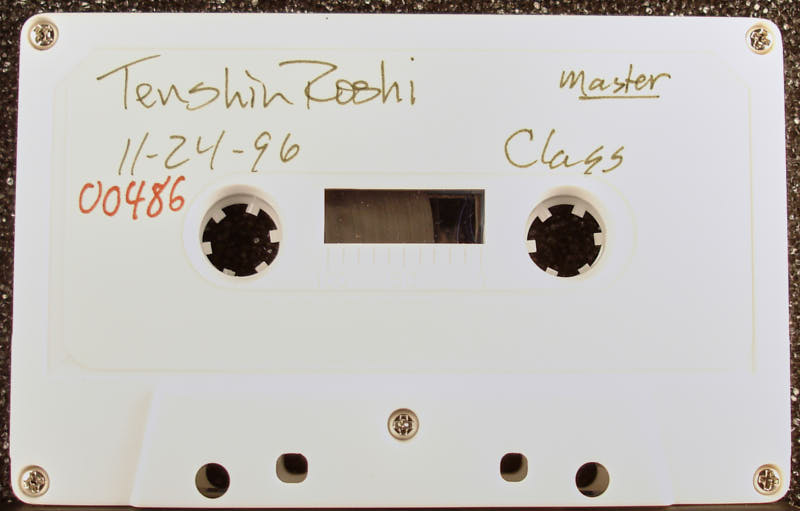 Tenshin Roshi
master
11-24-96
Class
00486